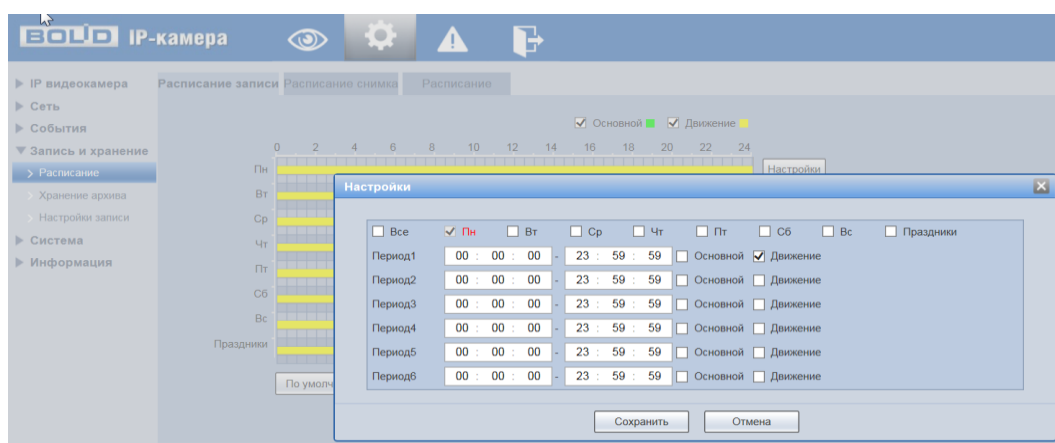 BOLID IP-камера
IP видеокамера
Сеть
События
Запись и хранение
Расписание
Хранение архива
Настройки записи
Система
Информация
Расписание записи Расписание снимка Расписание
Основной Движение
0 2 4 6 8 10 12 14 16 18 20 22 24
Пн Настройки
Вт
Ср
Чт
Пт
Сб
Вс
Праздники
По умолч
Настройки
Все Пн Вт Ср Чт Пт Сб Вс Праздники
Период1 00 : 00 : 00 - 23 : 59 : 59 Основной Движение
Период2 00 : 00 : 00 - 23 : 59 : 59 Основной Движение
Период3 00 : 00 : 00 - 23 : 59 : 59 Основной Движение
Период4 00 : 00 : 00 - 23 : 59 : 59 Основной Движение
Период5 00 : 00 : 00 - 23 : 59 : 59 Основной Движение
Период6 00 : 00 : 00 - 23 : 59 : 59 Основной Движение
Сохранить Отмена